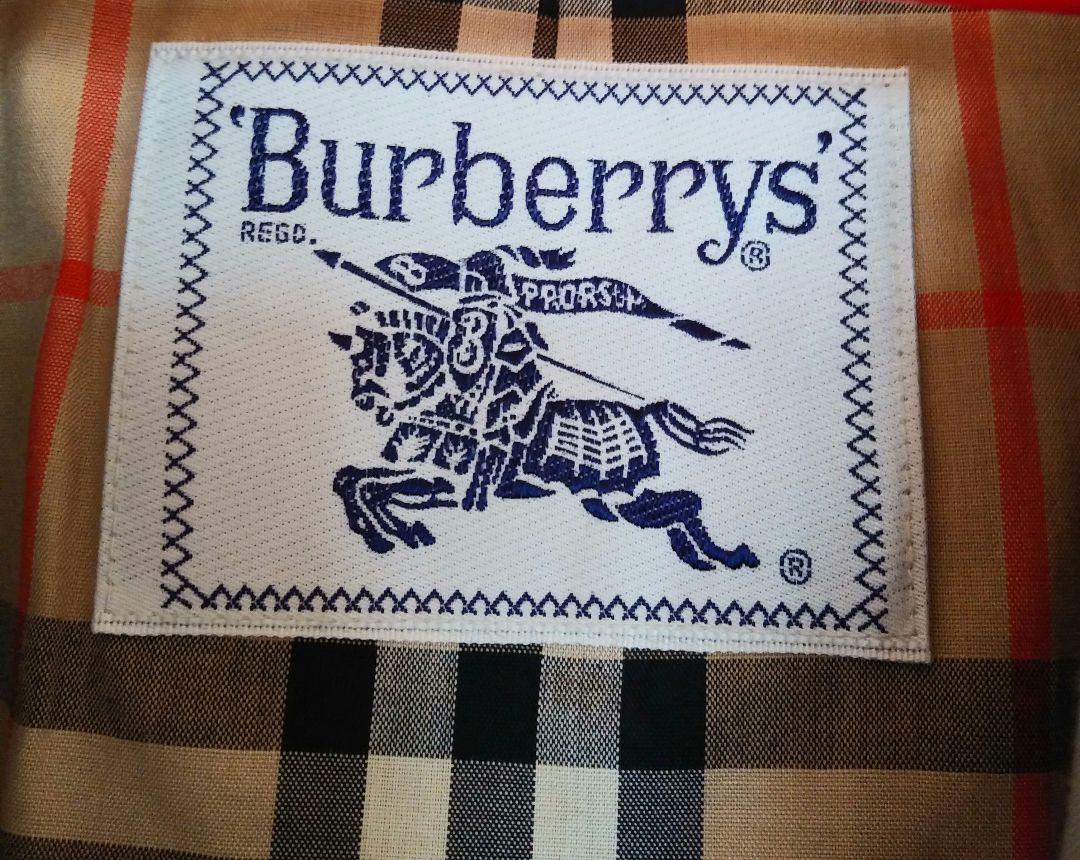 'Burberrys'
REGD.
®
B PRORSUM
B
®